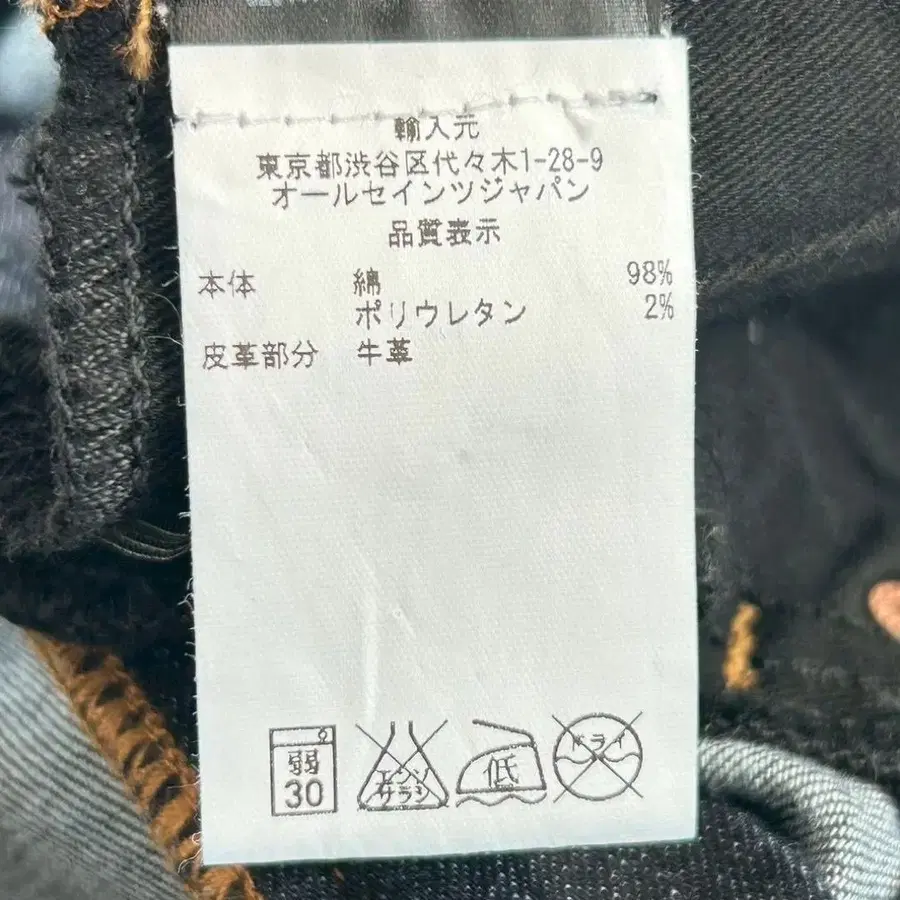 輸入元
東京都渋谷区代々木1-28-9
オールセインツジャパン
品質表示
本体 綿 98%
ポリウレタン 2%
皮革部分 牛革
弱 エンソ 低 ドライ
30 サラシ